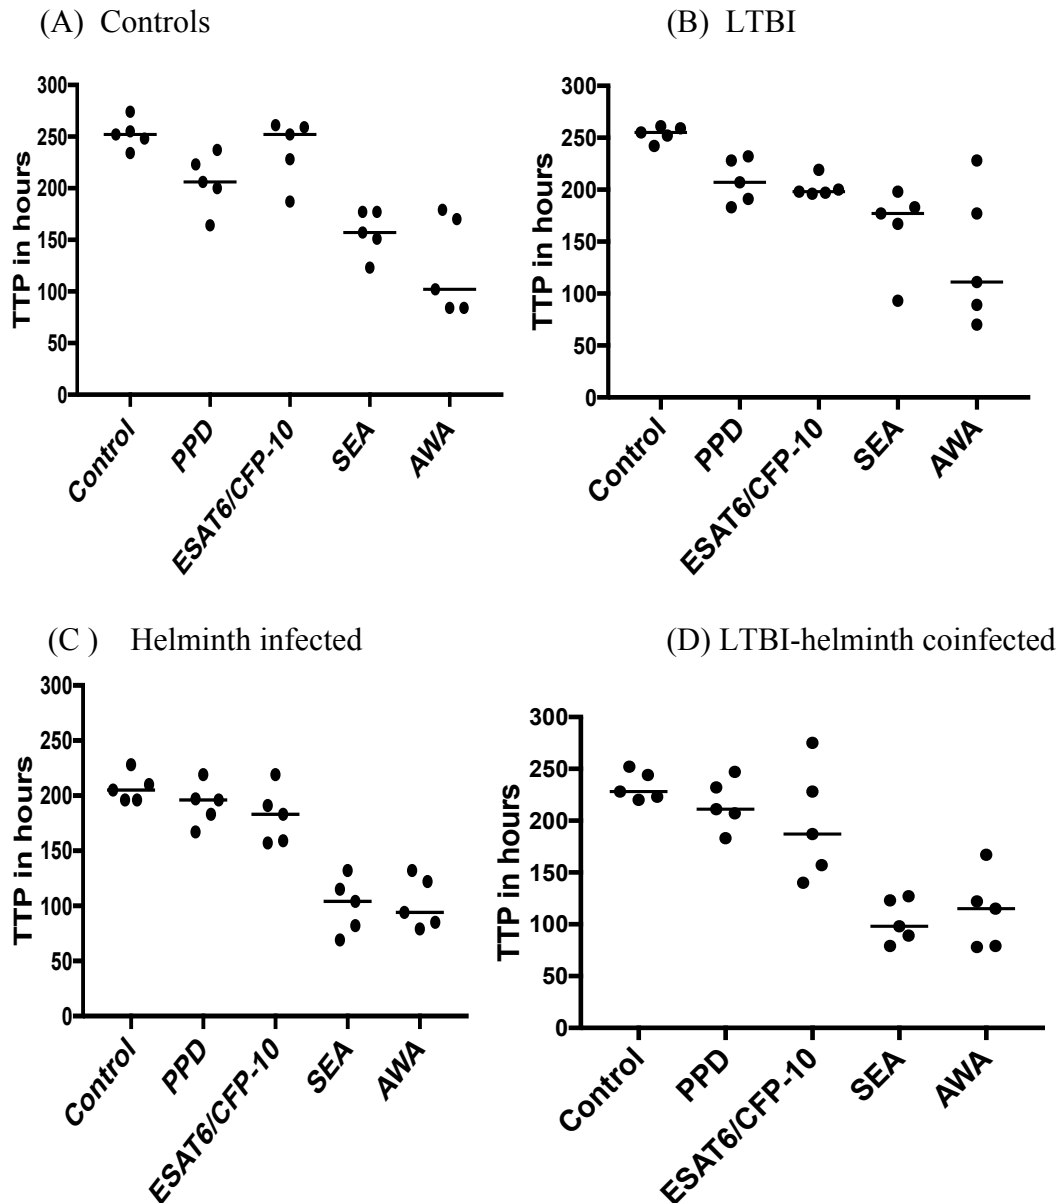 (A) Controls
TTP in hours
300
250
200
150
100
50
0
Control
PPD
ESAT6/CFP-10
SEA
AWA
(B) LTBI
TTP in hours
300
250
200
150
100
50
0
Control
PPD
ESAT6/CFP-10
SEA
AWA
(C ) Helminth infected
TTP in hours
300
250
200
150
100
50
0
Control
PPD
ESAT6/CFP-10
SEA
AWA
(D) LTBI-helminth coinfected
TTP in hours
300
250
200
150
100
50
0
Control
PPD
ESAT6/CFP-10
SEA
AWA